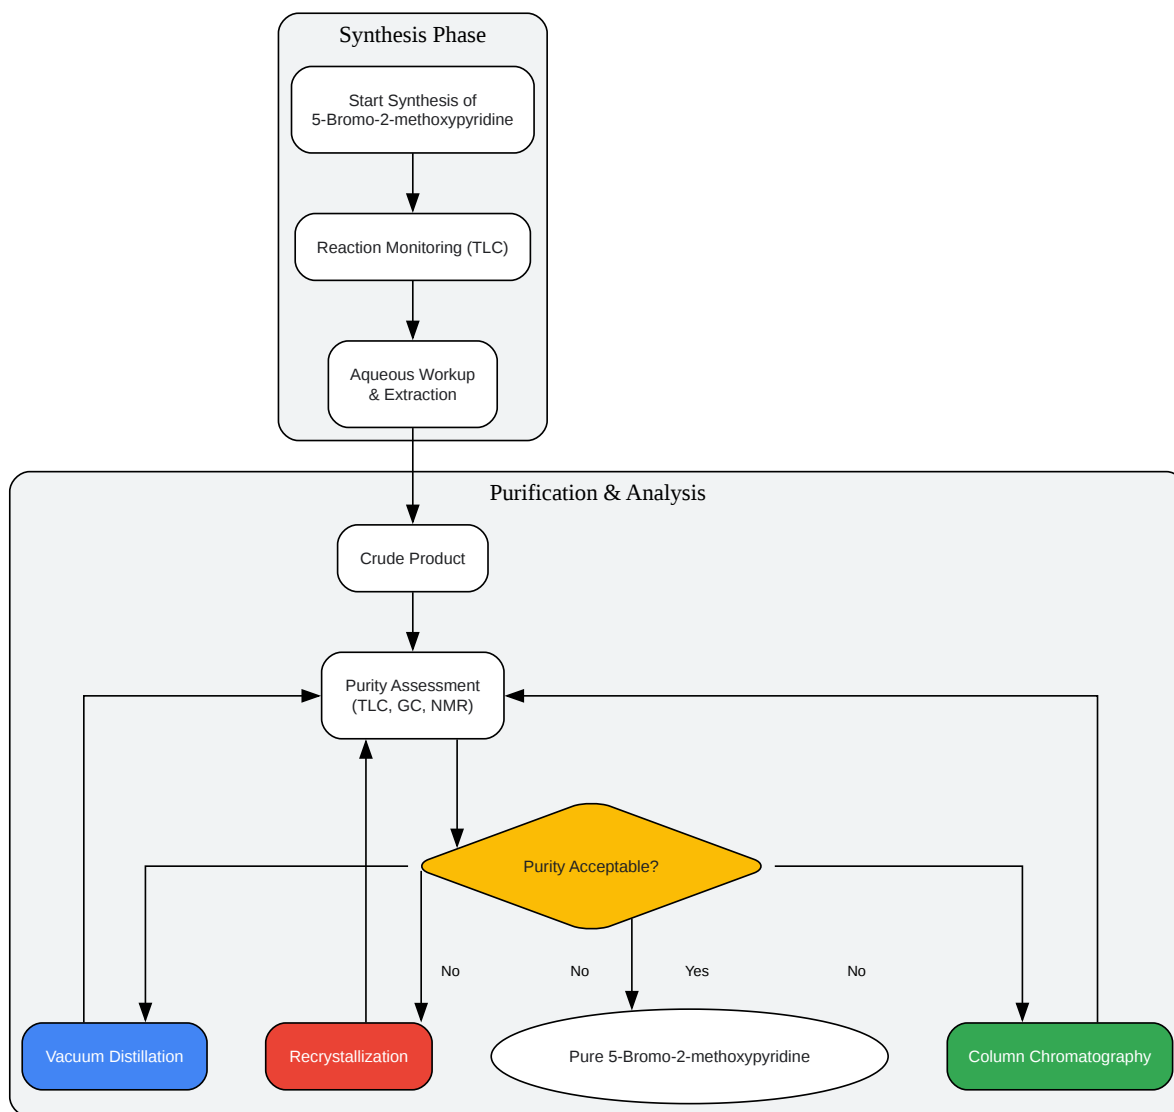 Synthesis Phase
Start Synthesis of
5-Bromo-2-methoxypyridine
Reaction Monitoring (TLC)
Aqueous Workup
& Extraction
Purification & Analysis
Crude Product
Purity Assessment
(TLC, GC, NMR)
Purity Acceptable?
No
No
Yes
No
Vacuum Distillation
Recrystallization
Pure 5-Bromo-2-methoxypyridine
Column Chromatography